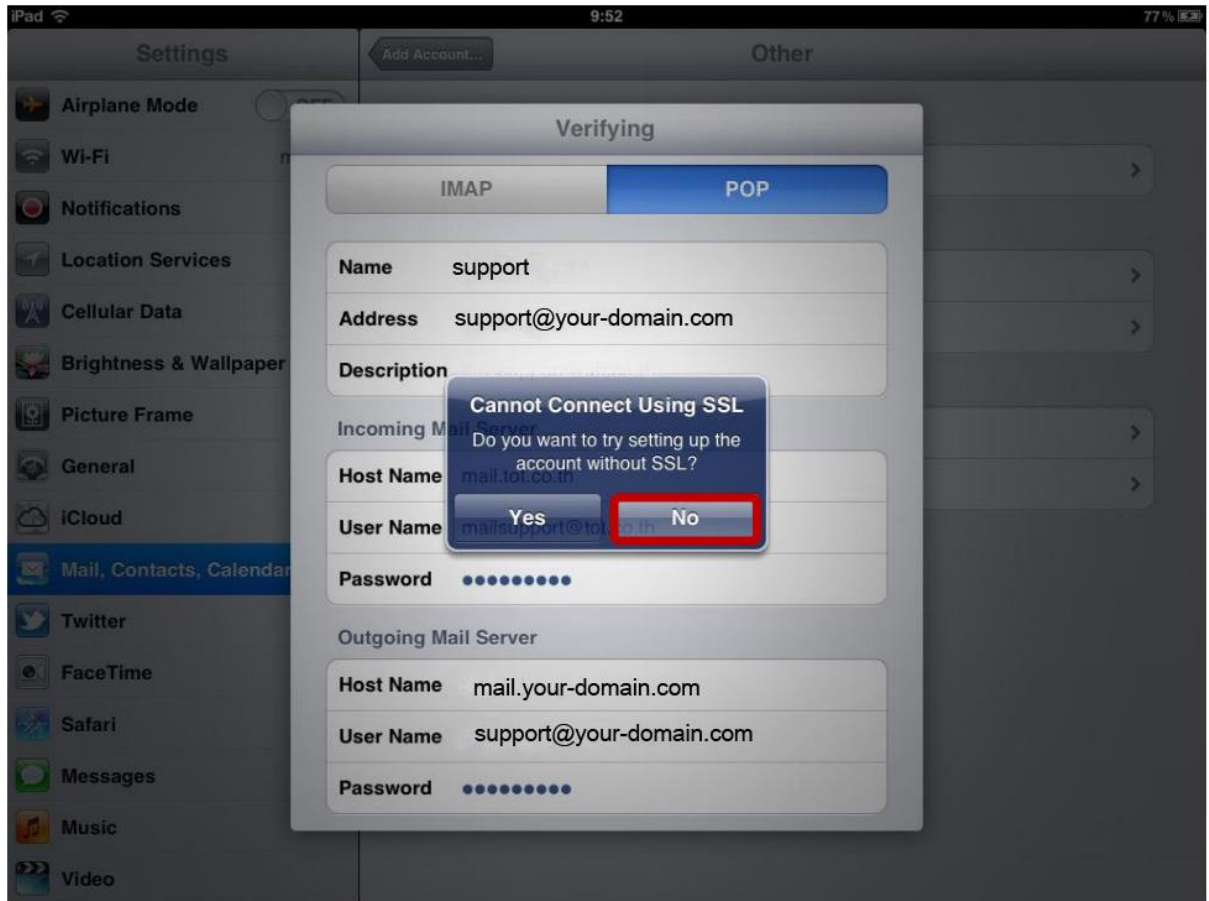 iPad 9:52 77%
Settings Add Account... Other
Airplane Mode
Verifying
Wi-Fi
IMAP POP
Notifications
Location Services
Name support
Cellular Data
Address support@your-domain.com
Brightness & Wallpaper
Description
Cannot Connect Using SSL
Picture Frame
Incoming Mail Server
Do you want to try setting up the
account without SSL?
General
Host Name mail.tot.co.th
iCloud
Yes No
User Name mailsupport@tot.co.th
Mail, Contacts, Calendar
Password
Twitter
Outgoing Mail Server
FaceTime
Host Name mail.your-domain.com
Safari
User Name support@your-domain.com
Messages
Password
Music
Video